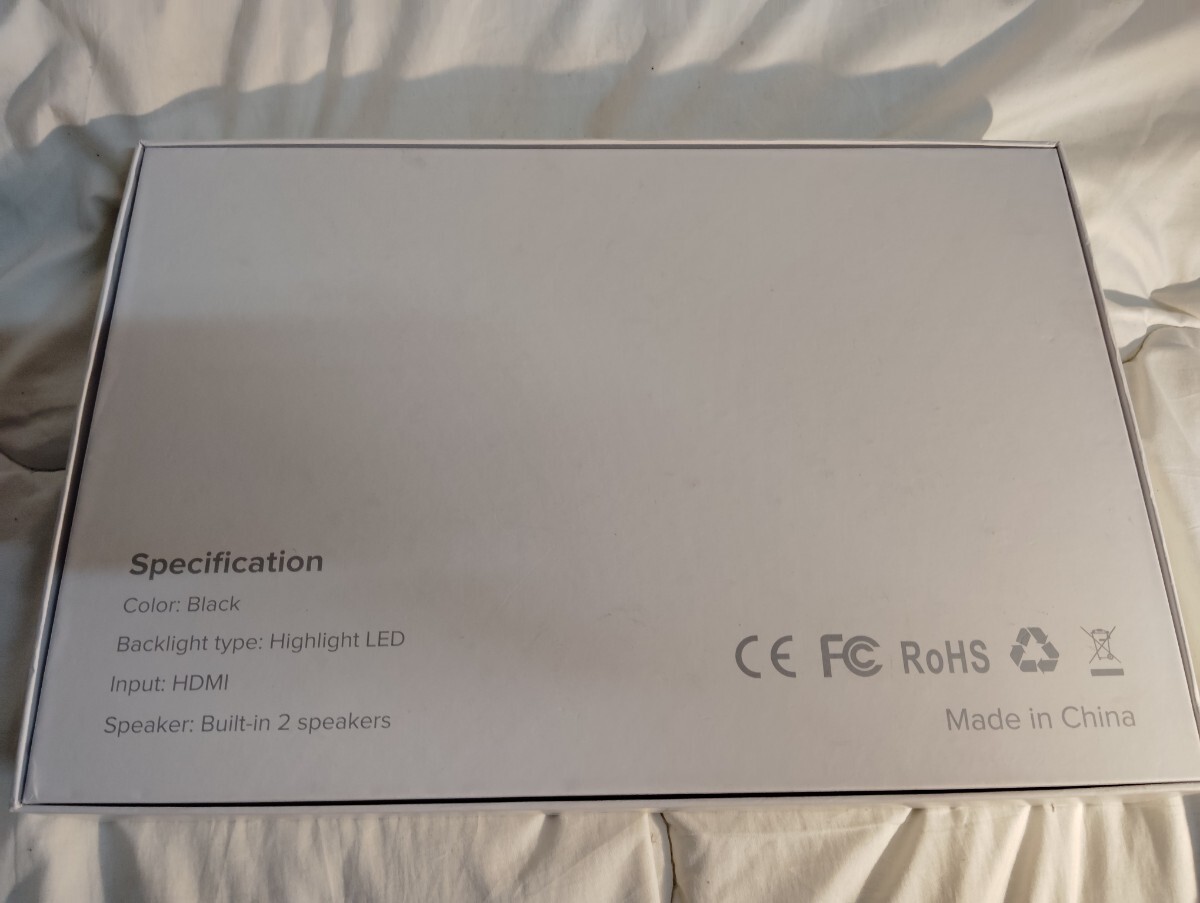 Specification
Color: Black
Backlight type: Highlight LED
Input: HDMI
Speaker: Built-in 2 speakers
CE FC RoHS
Made in China